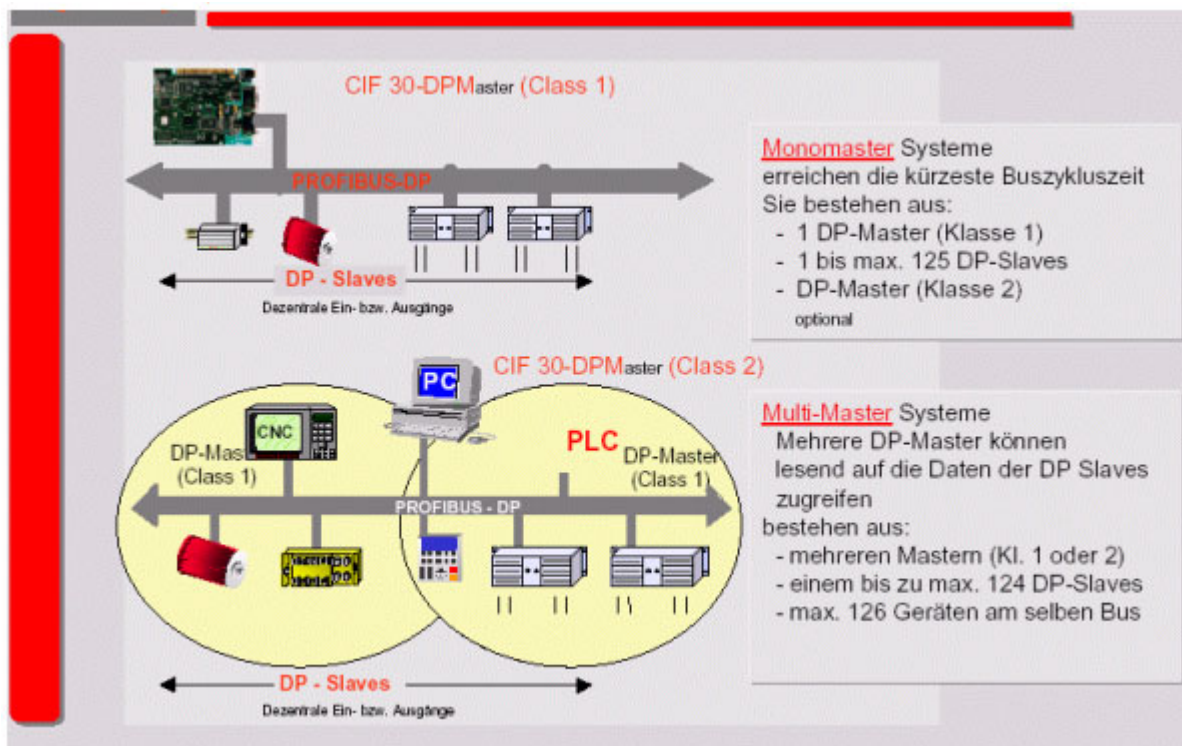 CIF 30-DPMaster (Class 1)
PROFIBUS-DP
DP - Slaves
Dezentrale Ein- bzw. Ausgänge
Monomaster Systeme
erreichen die kürzeste Buszykluszeit
Sie bestehen aus:
- 1 DP-Master (Klasse 1)
- 1 bis max. 125 DP-Slaves
- DP-Master (Klasse 2)
optional
CIF 30-DPMaster (Class 2)
PC
CNC
DP-Mas
(Class 1)
PLC
DP-Master
(Class 1)
PROFIBUS - DP
DP - Slaves
Dezentrale Ein- bzw. Ausgänge
Multi-Master Systeme
Mehrere DP-Master können
lesend auf die Daten der DP Slaves
zugreifen
bestehen aus:
- mehreren Mastern (Kl. 1 oder 2)
- einem bis zu max. 124 DP-Slaves
- max. 126 Geräten am selben Bus